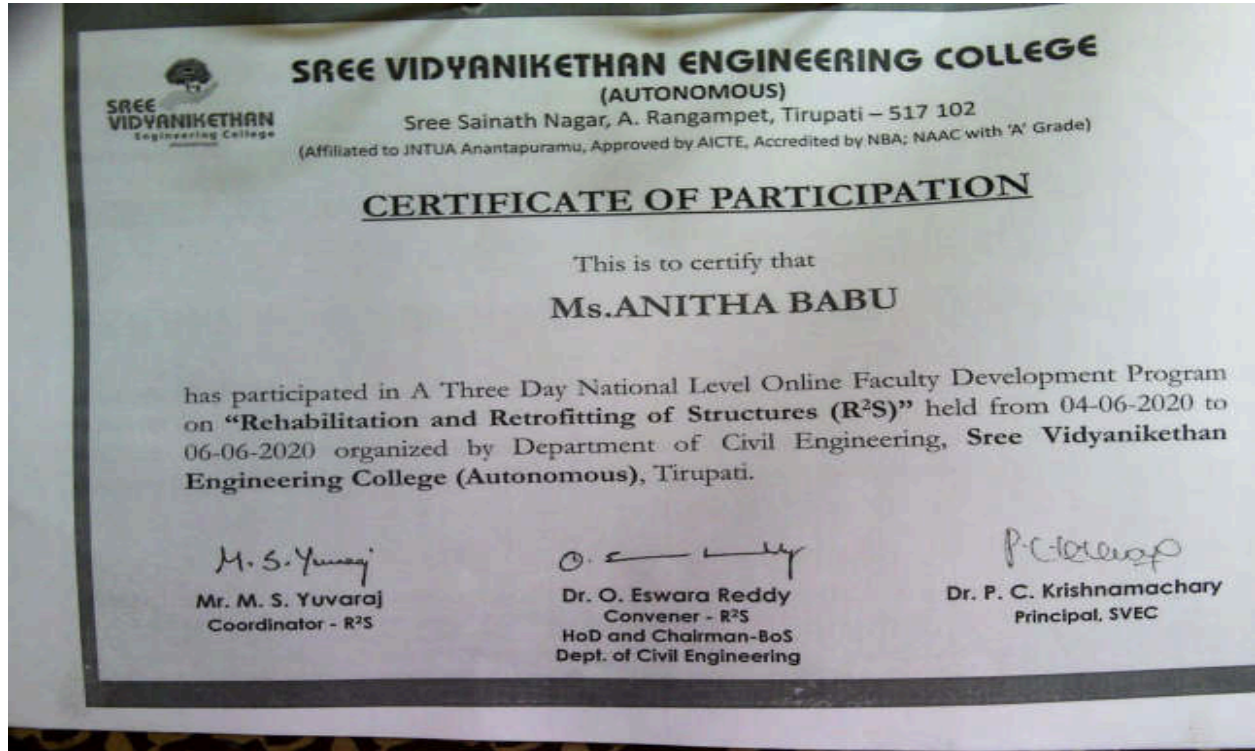 SREE
VIDYANIKETHAN
Engineering College
SREE VIDYANIKETHAN ENGINEERING COLLEGE
(AUTONOMOUS)
Sree Sainath Nagar, A. Rangampet, Tirupati – 517 102
(Affiliated to JNTUA Anantapuramu, Approved by AICTE, Accredited by NBA; NAAC with 'A' Grade)
CERTIFICATE OF PARTICIPATION
This is to certify that
Ms.ANITHA BABU
has participated in A Three Day National Level Online Faculty Development Program
on “Rehabilitation and Retrofitting of Structures (R²S)” held from 04-06-2020 to
06-06-2020 organized by Department of Civil Engineering, Sree Vidyanikethan
Engineering College (Autonomous), Tirupati.
M. S. Yuvaraj
Mr. M. S. Yuvaraj
Coordinator - R²S
Dr. O. Eswara Reddy
Convener - R²S
HoD and Chairman-BoS
Dept. of Civil Engineering
Dr. P. C. Krishnamachary
Principal, SVEC